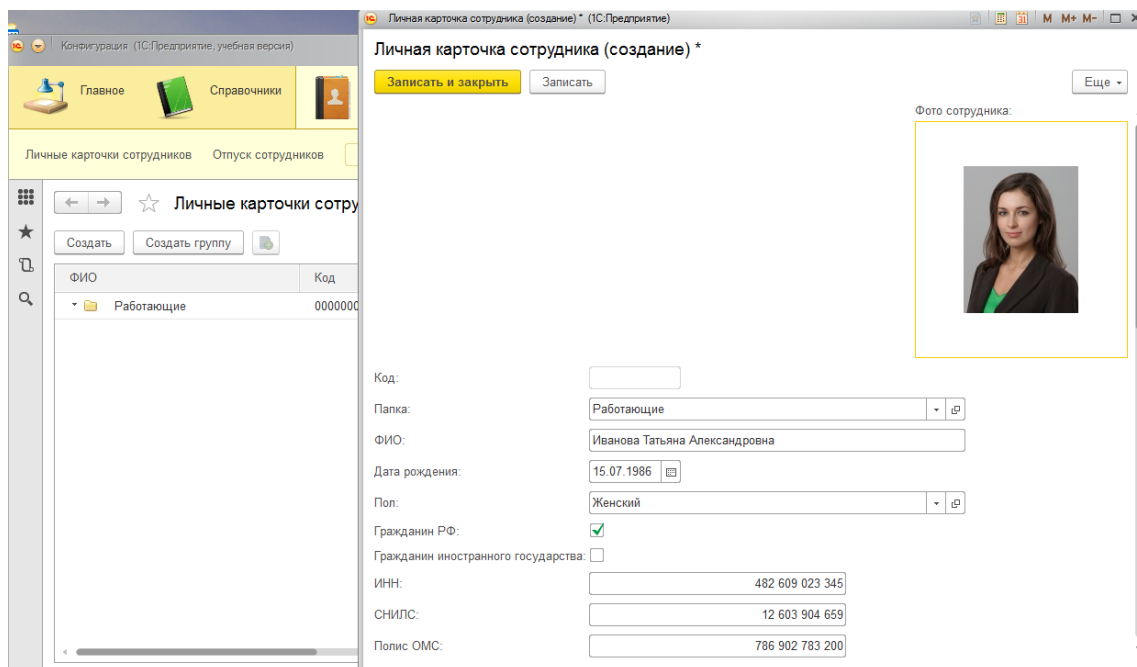 Личная карточка сотрудника (создание) * (1С:Предприятие)
M M+ M-
Конфигурация (1С:Предприятие, учебная версия)
Главное
Справочники
Личные карточки сотрудников
Отпуск сотрудников
Личные карточки сотру
Создать
Создать группу
ФИО
Код
Работающие
0000000
Личная карточка сотрудника (создание) *
Записать и закрыть
Записать
Еще
Фото сотрудника:
Код:
Папка:
Работающие
ФИО:
Иванова Татьяна Александровна
Дата рождения:
15.07.1986
Пол:
Женский
Гражданин РФ:
Гражданин иностранного государства:
ИНН:
482 609 023 345
СНИЛС:
12 603 904 659
Полис ОМС:
786 902 783 200